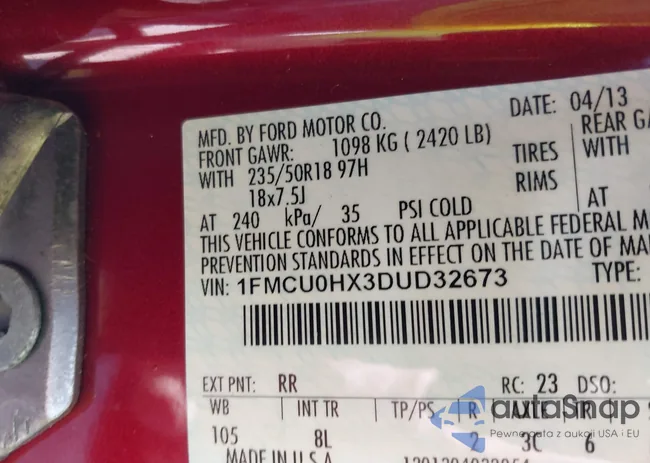 DATE: 04/13
MFD. BY FORD MOTOR CO.
FRONT GAWR: 1098 KG ( 2420 LB) REAR GA
WITH 235/50R18 97H TIRES WITH
18x7.5J RIMS
AT 240 kPa/ 35 PSI COLD AT
THIS VEHICLE CONFORMS TO ALL APPLICABLE FEDERAL M
PREVENTION STANDARDS IN EFFECT ON THE DATE OF MA
VIN: 1FMCU0HX3DUD32673 TYPE:
EXT PNT: RR RC: 23 DSO:
WB INT TR TP/PS R AXLE TR
105 8L 2 3C 6
MADE IN U.S.A.
autoSnap
Pewne auta z aukcji USA i EU